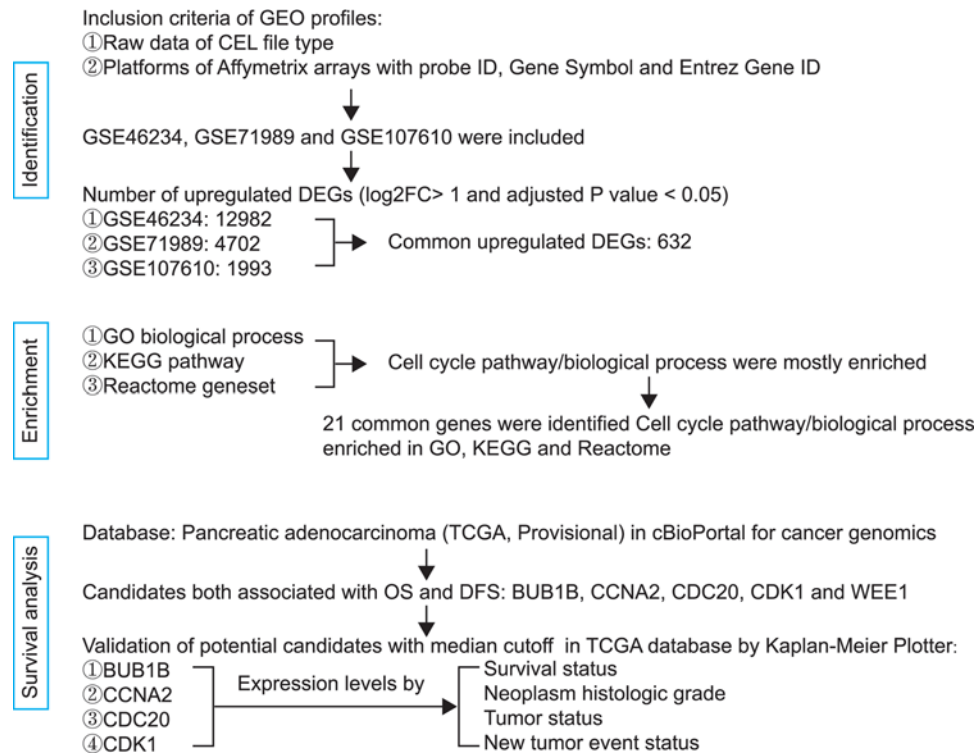 Identification
Inclusion criteria of GEO profiles:
①Raw data of CEL file type
②Platforms of Affymetrix arrays with probe ID, Gene Symbol and Entrez Gene ID
GSE46234, GSE71989 and GSE107610 were included
Number of upregulated DEGs (log2FC> 1 and adjusted P value < 0.05)
①GSE46234: 12982
②GSE71989: 4702
③GSE107610: 1993
Common upregulated DEGs: 632
Enrichment
①GO biological process
②KEGG pathway
③Reactome geneset
Cell cycle pathway/biological process were mostly enriched
21 common genes were identified Cell cycle pathway/biological process
enriched in GO, KEGG and Reactome
Survival analysis
Database: Pancreatic adenocarcinoma (TCGA, Provisional) in cBioPortal for cancer genomics
Candidates both associated with OS and DFS: BUB1B, CCNA2, CDC20, CDK1 and WEE1
Validation of potential candidates with median cutoff in TCGA database by Kaplan-Meier Plotter:
①BUB1B
②CCNA2
③CDC20
④CDK1
Expression levels by
Survival status
Neoplasm histologic grade
Tumor status
New tumor event status